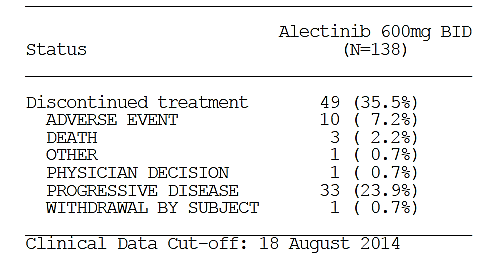 Alectinib 600mg BID
Status (N=138)
Discontinued treatment 49 (35.5%)
ADVERSE EVENT 10 ( 7.2%)
DEATH 3 ( 2.2%)
OTHER 1 ( 0.7%)
PHYSICIAN DECISION 1 ( 0.7%)
PROGRESSIVE DISEASE 33 (23.9%)
WITHDRAWAL BY SUBJECT 1 ( 0.7%)
Clinical Data Cut-off: 18 August 2014